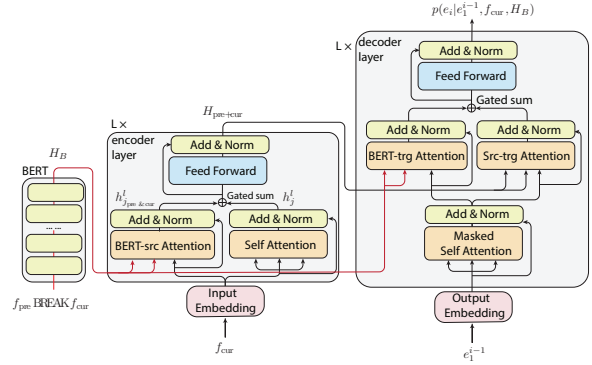 p(e_i|e_1^{i-1}, f_cur, H_B)
L × decoder layer
Add & Norm
Feed Forward
Gated sum
Add & Norm
Add & Norm
BERT-trg Attention
Src-trg Attention
Add & Norm
Masked
Self Attention
Output
Embedding
e_1^{i-1}
H_pre+cur
L ×
encoder
layer
Add & Norm
Feed Forward
Gated sum
h^l_{j_pre & cur}
h^l_j
Add & Norm
Add & Norm
BERT-src Attention
Self Attention
Input
Embedding
f_cur
H_B
BERT
... ...
f_pre BREAK f_cur